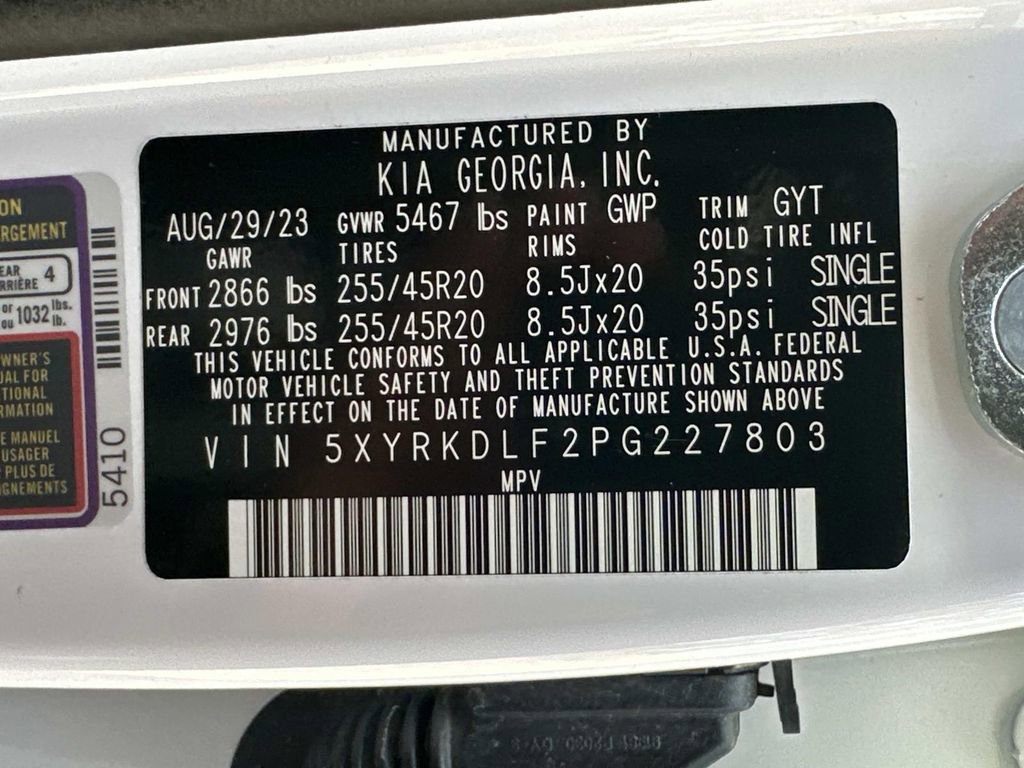 MANUFACTURED BY
KIA GEORGIA, INC.
AUG/29/23 GVWR 5467 lbs PAINT GWP TRIM GYT
GAWR TIRES RIMS COLD TIRE INFL
FRONT 2866 lbs 255/45R20 8.5Jx20 35psi SINGLE
REAR 2976 lbs 255/45R20 8.5Jx20 35psi SINGLE
THIS VEHICLE CONFORMS TO ALL APPLICABLE U.S.A. FEDERAL
MOTOR VEHICLE SAFETY AND THEFT PREVENTION STANDARDS
IN EFFECT ON THE DATE OF MANUFACTURE SHOWN ABOVE
VIN 5XYRKDLF2PG227803
MPV
ON
RGEMENT
EAR
RRIÈRE 4
or
ou 1032 lbs.
lb.
WNER'S
UAL FOR
TIONAL
RMATION
E MANUEL
USAGER
PLUS DE
IGNEMENTS
5410